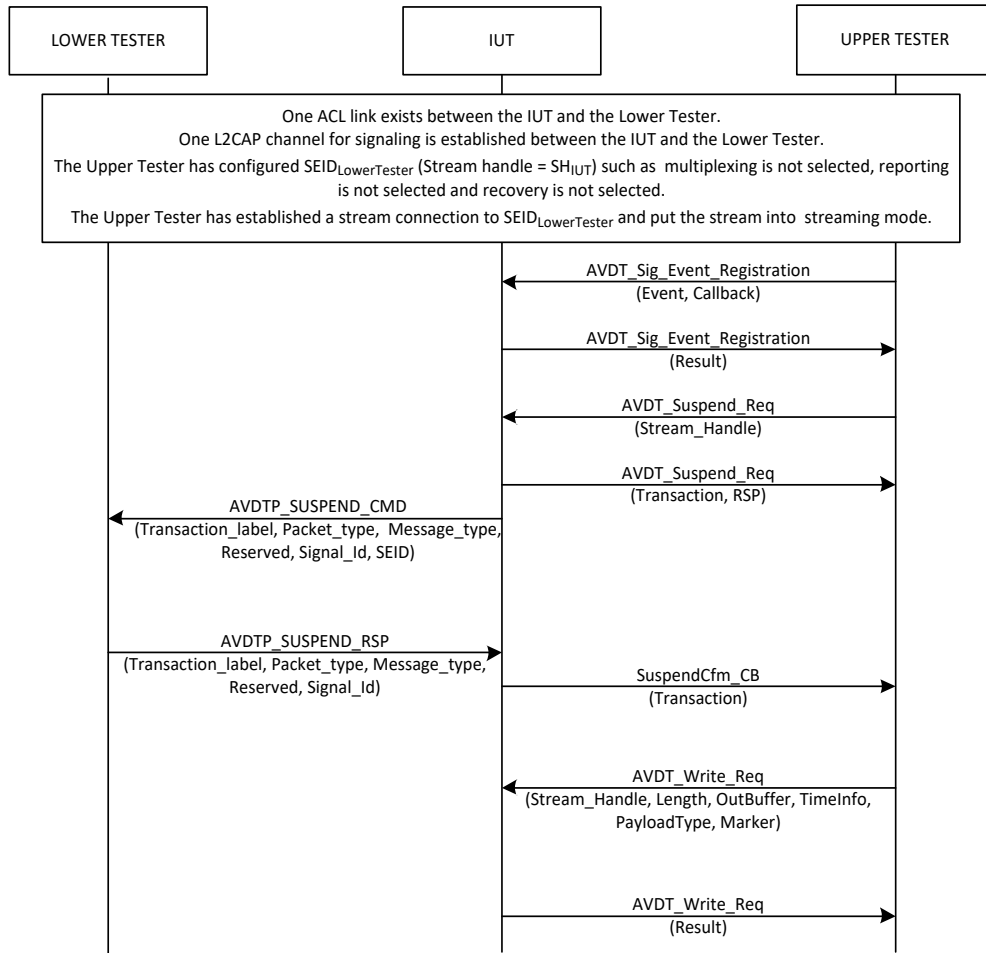 LOWER TESTER
IUT
UPPER TESTER
One ACL link exists between the IUT and the Lower Tester.
One L2CAP channel for signaling is established between the IUT and the Lower Tester.
The Upper Tester has configured SEIDLowerTester (Stream handle = SHIUT) such as multiplexing is not selected, reporting
is not selected and recovery is not selected.
The Upper Tester has established a stream connection to SEIDLowerTester and put the stream into streaming mode.
AVDT_Sig_Event_Registration
(Event, Callback)
AVDT_Sig_Event_Registration
(Result)
AVDT_Suspend_Req
(Stream_Handle)
AVDT_Suspend_Req
(Transaction, RSP)
AVDTP_SUSPEND_CMD
(Transaction_label, Packet_type, Message_type,
Reserved, Signal_Id, SEID)
AVDTP_SUSPEND_RSP
(Transaction_label, Packet_type, Message_type,
Reserved, Signal_Id)
SuspendCfm_CB
(Transaction)
AVDT_Write_Req
(Stream_Handle, Length, OutBuffer, TimeInfo,
PayloadType, Marker)
AVDT_Write_Req
(Result)